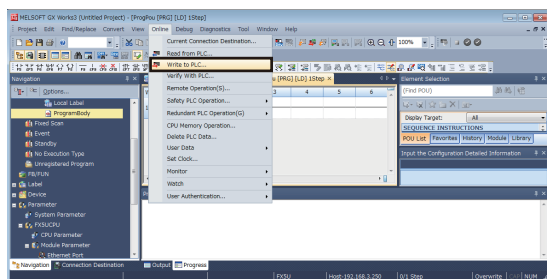 MELSOFT GX Works3 (Untitled Project) - [ProgPou [PRG] [LD] 1Step]
Project Edit Find/Replace Convert View Online Debug Diagnostics Tool Window Help
Current Connection Destination...
Read from PLC...
Write to PLC...
Verify with PLC...
Remote Operation(S)...
Safety PLC Operation...
Redundant PLC Operation(G)
CPU Memory Operation...
Delete PLC Data...
User Data
Set Clock...
Monitor
Watch
User Authentication...
100%
Navigation
Options...
Local Label
ProgramBody
Fixed Scan
Event
Standby
No Execution Type
Unregistered Program
FB/FUN
Label
Device
Parameter
System Parameter
FX5UCPU
CPU Parameter
Module Parameter
Ethernet Port
[PRG] [LD] 1Step
3 4 5 6
Element Selection
(Find POU)
Display Target: All
SEQUENCE INSTRUCTIONS
POU List Favorites History Module Library
Input the Configuration Detailed Information
Navigation Connection Destination
Output Progress
FX5U Host-192.168.3.250 0/1 Step Overwrite CAP NUM